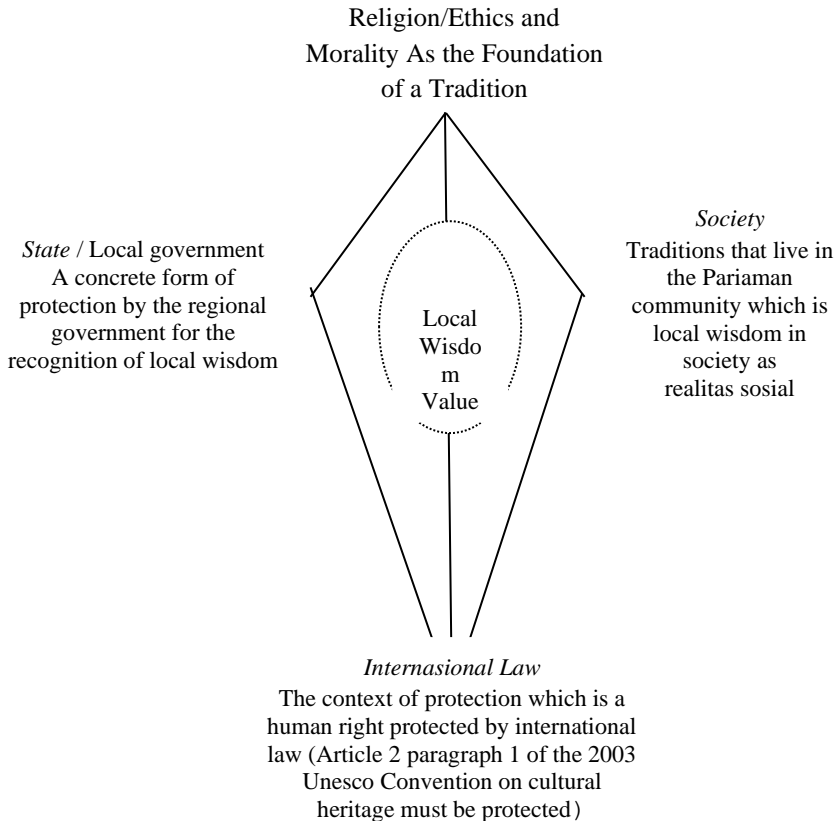 Religion/Ethics and
Morality As the Foundation
of a Tradition
State / Local government
A concrete form of
protection by the regional
government for the
recognition of local wisdom
Local
Wisdo
m
Value
Society
Traditions that live in
the Pariaman
community which is
local wisdom in
society as
realitas sosial
Internasional Law
The context of protection which is a
human right protected by international
law (Article 2 paragraph 1 of the 2003
Unesco Convention on cultural
heritage must be protected)